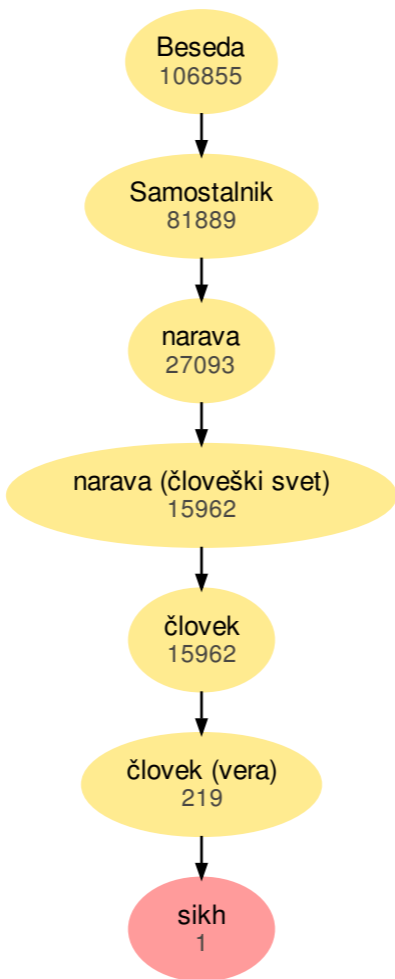 Beseda
106855
Samostalnik
81889
narava
27093
narava (človeški svet)
15962
človek
15962
človek (vera)
219
sikh
1